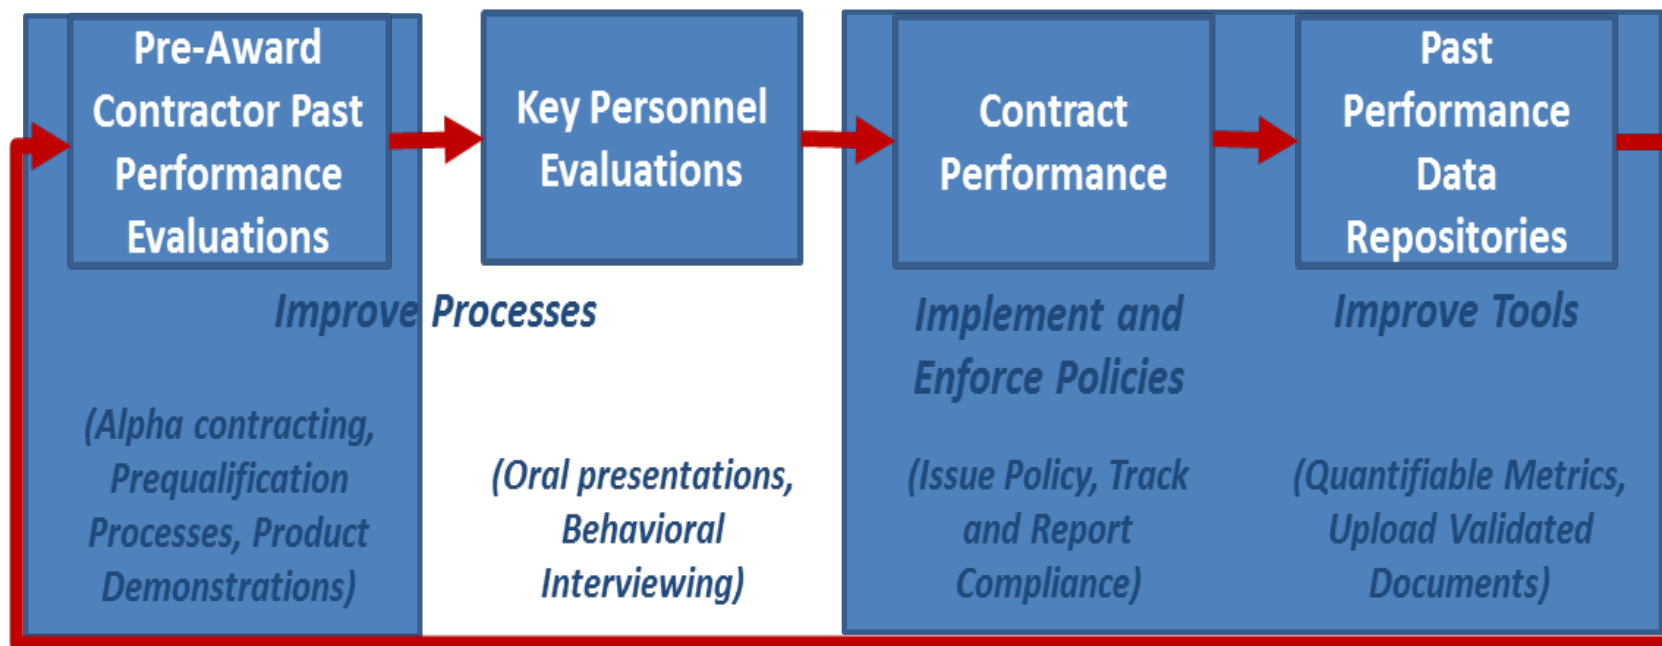 Pre-Award
Contractor Past
Performance
Evaluations
Key Personnel
Evaluations
Contract
Performance
Past
Performance
Data
Repositories
Improve Processes
Implement and
Enforce Policies
Improve Tools
(Alpha contracting,
Prequalification
Processes, Product
Demonstrations)
(Oral presentations,
Behavioral
Interviewing)
(Issue Policy, Track
and Report
Compliance)
(Quantifiable Metrics,
Upload Validated
Documents)